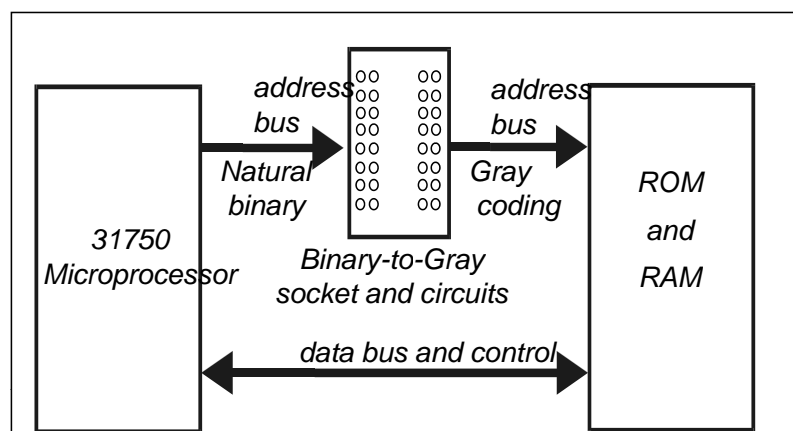 31750
Microprocessor
address
bus
Natural
binary
Binary-to-Gray
socket and circuits
address
bus
Gray
coding
ROM
and
RAM
data bus and control